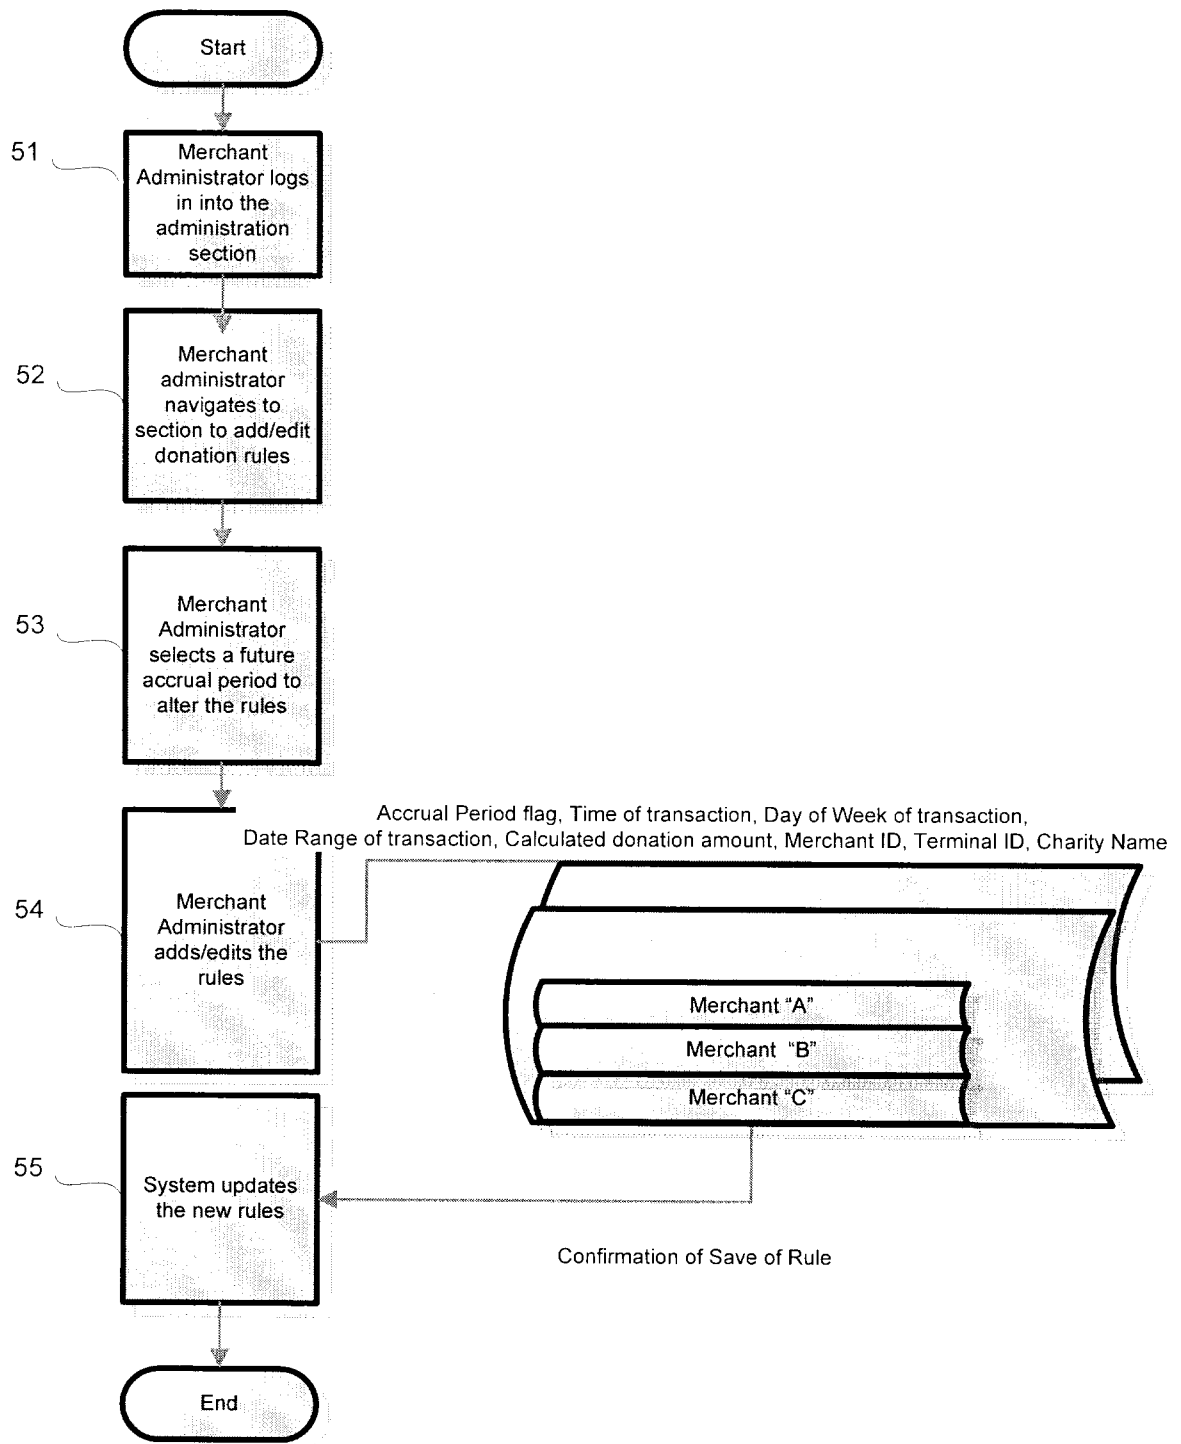 Start
51
Merchant
Administrator logs
in into the
administration
section
52
Merchant
administrator
navigates to
section to add/edit
donation rules
53
Merchant
Administrator
selects a future
accrual period to
alter the rules
Accrual Period flag, Time of transaction, Day of Week of transaction,
Date Range of transaction, Calculated donation amount, Merchant ID, Terminal ID, Charity Name
54
Merchant
Administrator
adds/edits the
rules
Merchant “A”
Merchant “B”
Merchant “C”
55
System updates
the new rules
Confirmation of Save of Rule
End